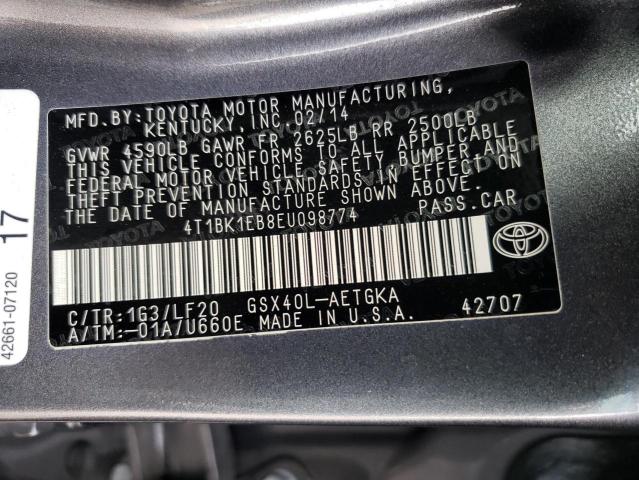 MFD.BY:TOYOTA MOTOR MANUFACTURING,
KENTUCKY, INC 02/14
GVWR 4590LB GAWR FR 2625LB RR 2500LB
THIS VEHICLE CONFORMS TO ALL APPLICABLE
FEDERAL MOTOR VEHICLE SAFETY, BUMPER AND
THEFT PREVENTION STANDARDS IN EFFECT ON
THE DATE OF MANUFACTURE SHOWN ABOVE.
4T1BK1EB8EU098774 PASS.CAR
C/TR:1G3/LF20 GSX40L-AETGKA
A/TM:-01A/U660E MADE IN U.S.A. 42707
42661-07120 17